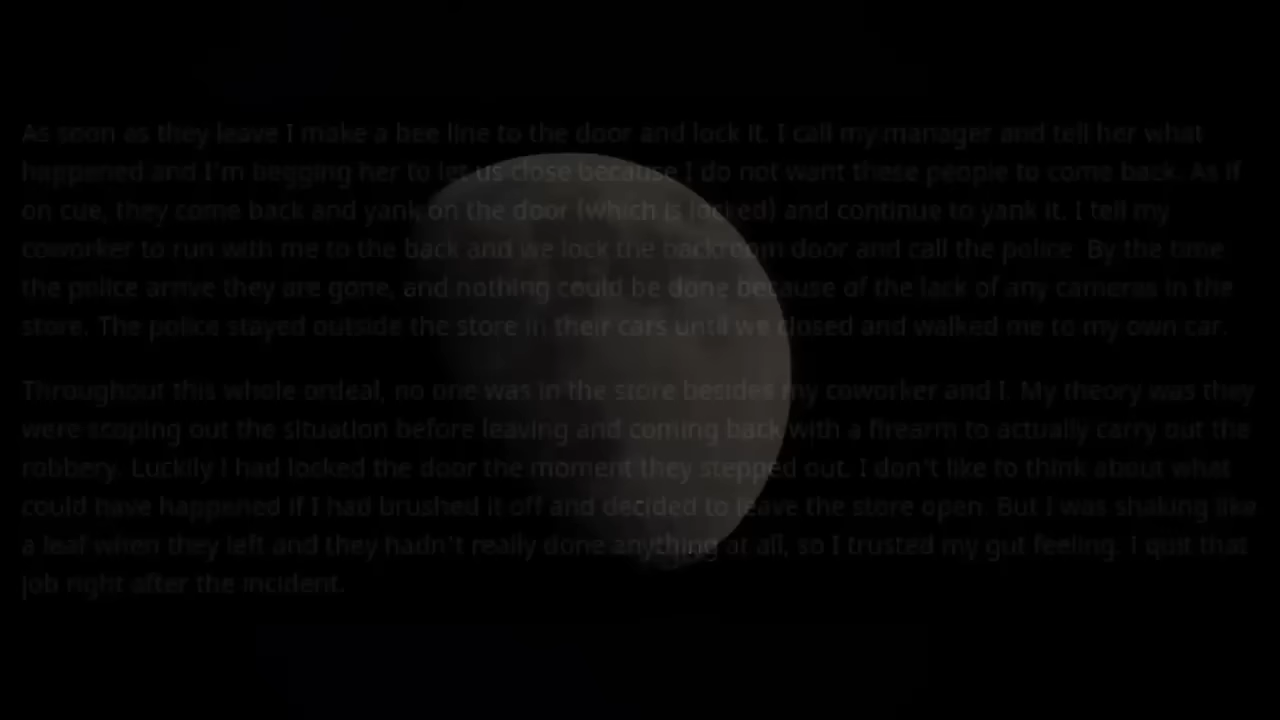 As soon as they leave I make a bee line to the door and lock it. I call my manager and tell her what
happened and I'm begging her to let us close because I do not want these people to come back. As if
on cue, they come back and yank on the door (which is locked) and continue to yank it. I tell my
coworker to run with me to the back and we lock the backroom door and call the police. By the time
the police arrive they are gone, and nothing could be done because of the lack of any cameras in the
store. The police stayed outside the store in their cars until we closed and walked me to my own car.
Throughout this whole ordeal, no one was in the store besides my coworker and I. My theory was they
were scoping out the situation before leaving and coming back with a firearm to actually carry out the
robbery. Luckily I had locked the door the moment they stepped out. I don't like to think about what
could have happened if I had brushed it off and decided to leave the store open. But I was shaking like
a leaf when they left and they hadn't really done anything at all, so I trusted my gut feeling. I quit that
job right after the incident.